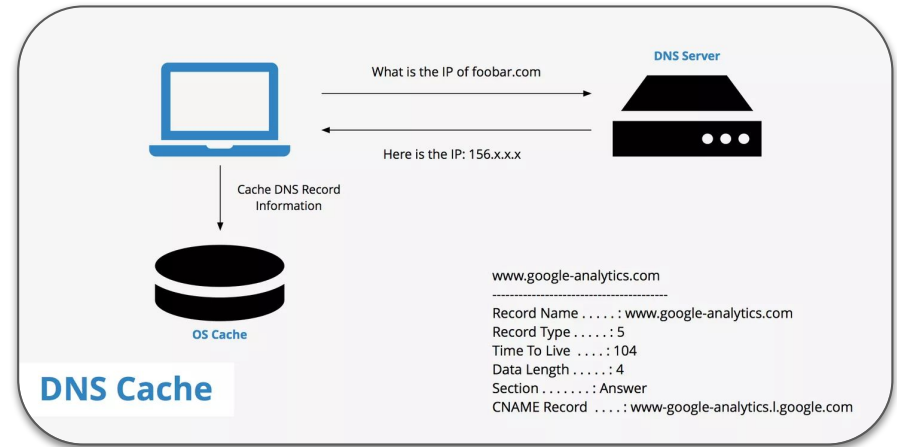 DNS Server
What is the IP of foobar.com
Here is the IP: 156.x.x.x
Cache DNS Record
Information
OS Cache
www.google-analytics.com
----------------------------------------
Record Name . . . . . : www.google-analytics.com
Record Type . . . . . : 5
Time To Live . . . . : 104
Data Length . . . . . : 4
Section . . . . . . . : Answer
CNAME Record . . . . : www-google-analytics.l.google.com
DNS Cache